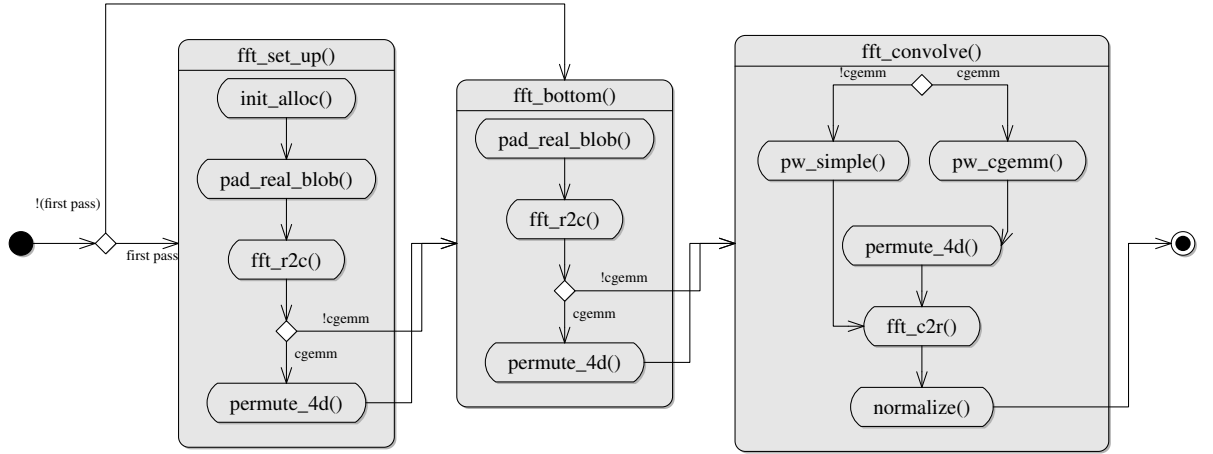 !(first pass)
first pass
fft_set_up()
init_alloc()
pad_real_blob()
fft_r2c()
!cgemm
cgemm
permute_4d()
fft_bottom()
pad_real_blob()
fft_r2c()
!cgemm
cgemm
permute_4d()
fft_convolve()
!cgemm
cgemm
pw_simple()
pw_cgemm()
permute_4d()
fft_c2r()
normalize()